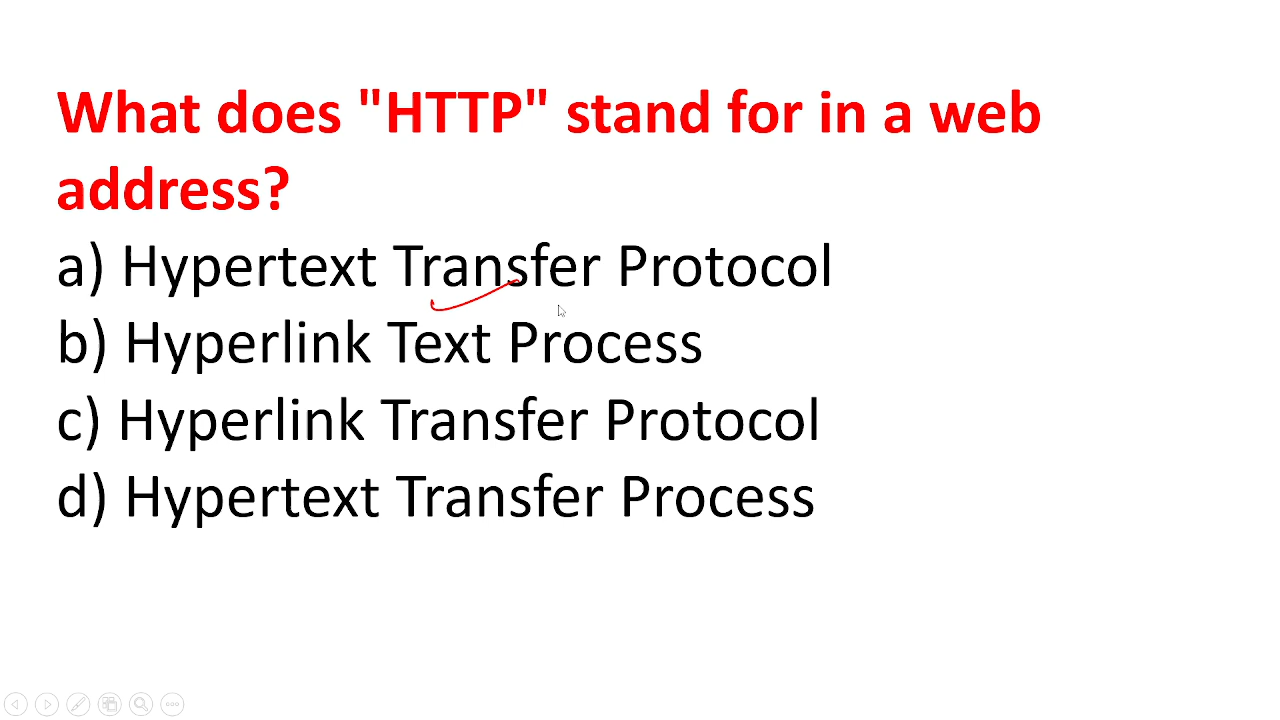 What does "HTTP" stand for in a web
address?
a) Hypertext Transfer Protocol
b) Hyperlink Text Process
c) Hyperlink Transfer Protocol
d) Hypertext Transfer Process